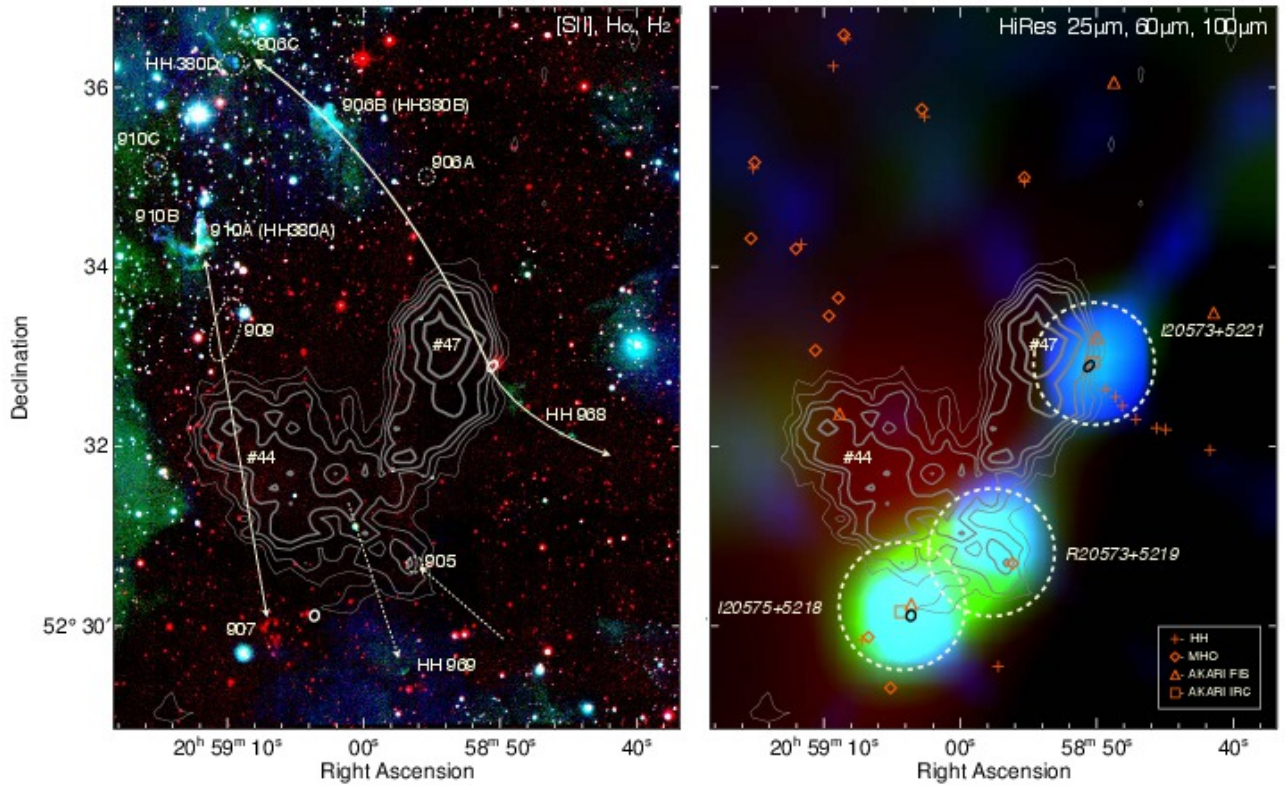 [SII], Hα, H₂
906C
HH 380D
906B (HH380B)
910C
906A
910B
910A (HH380A)
909
#47
HH 968
#44
905
907
HH 969
36
34
32
52° 30'
Declination
20ʰ 59ᵐ 10ˢ
00ˢ
58ᵐ 50ˢ
40ˢ
Right Ascension
HiRes 25µm, 60µm, 100µm
I20573+5221
#47
#44
R20573+5219
I20575+5218
HH
MHO
AKARI FIS
AKARI IRC
20ʰ 59ᵐ 10ˢ
00ˢ
58ᵐ 50ˢ
40ˢ
Right Ascension